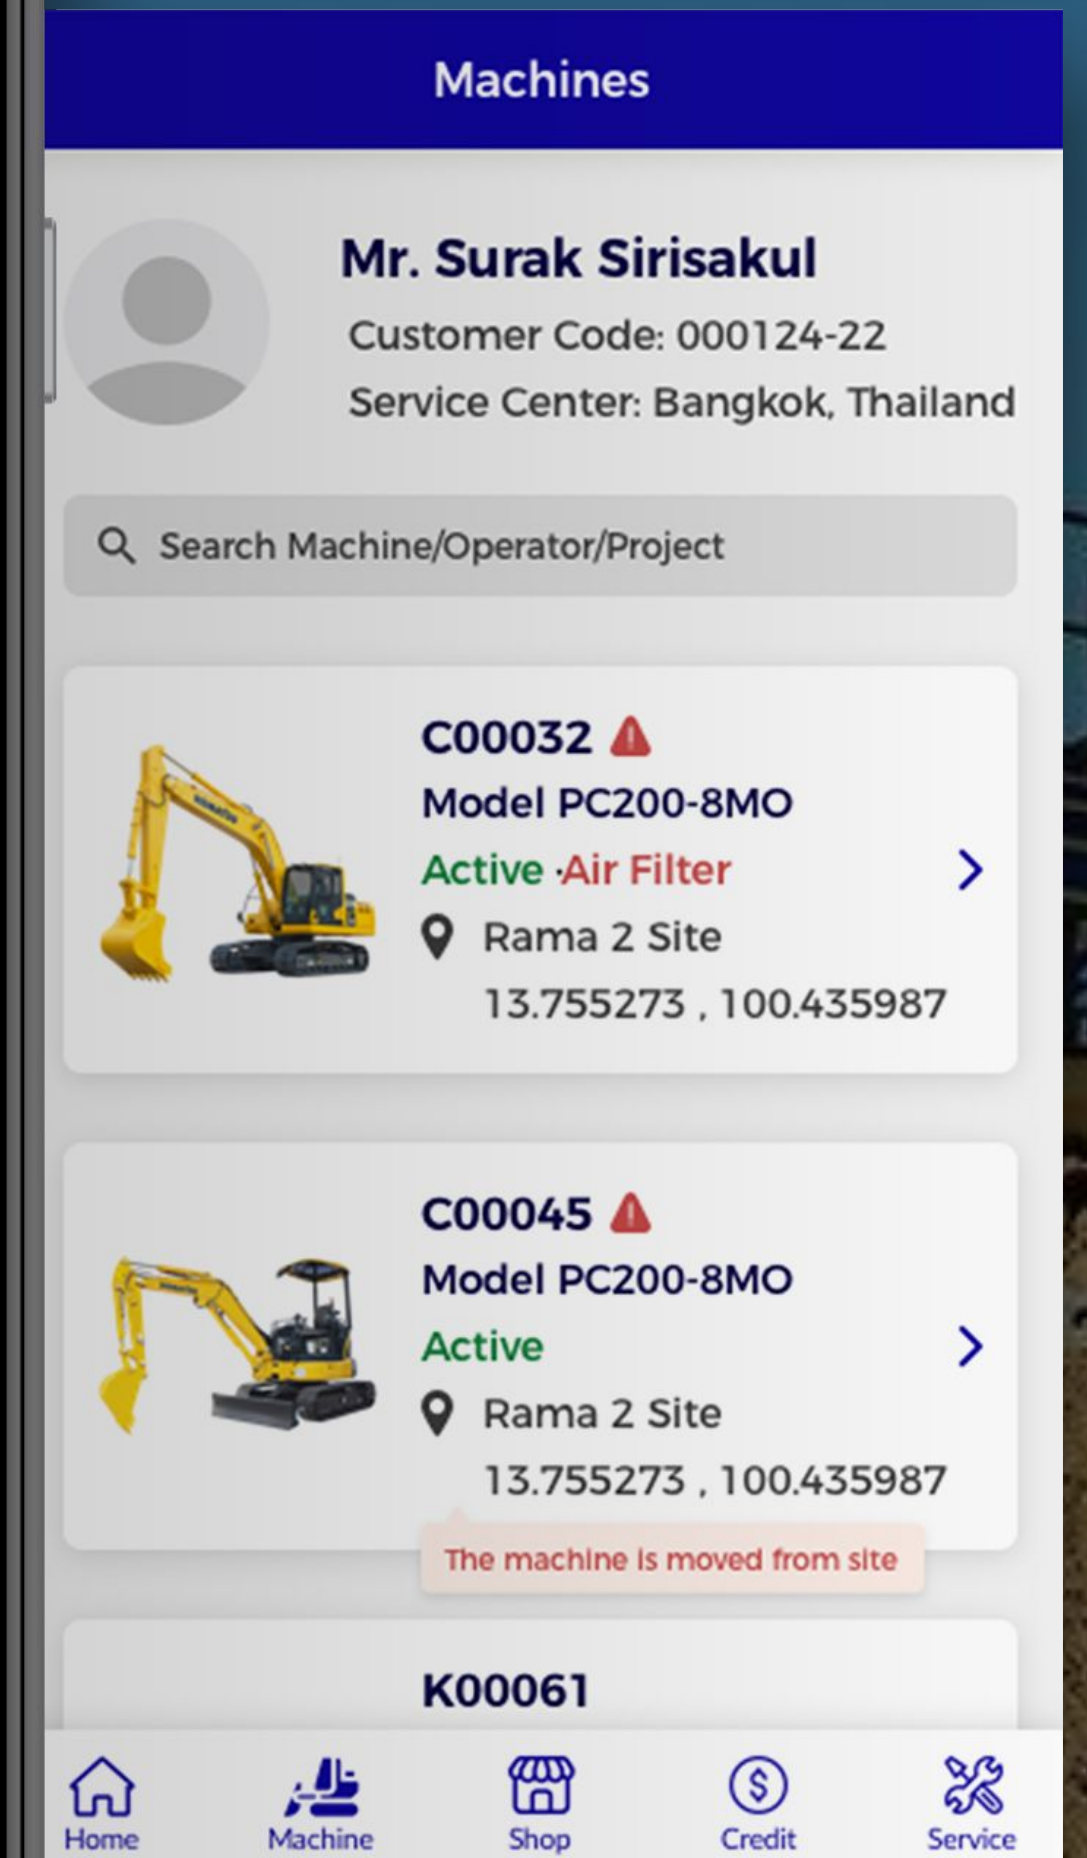 Machines
Mr. Surak Sirisakul
Customer Code: 000124-22
Service Center: Bangkok, Thailand
Search Machine/Operator/Project
C00032
Model PC200-8MO
Active ·Air Filter
Rama 2 Site
13.755273 , 100.435987
C00045
Model PC200-8MO
Active
Rama 2 Site
13.755273 , 100.435987
The machine is moved from site
K00061
Home
Machine
Shop
Credit
Service